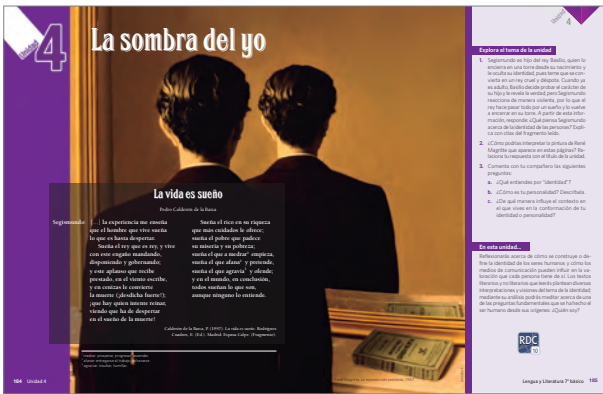 Unidad
4
La sombra del yo
La vida es sueño
Pedro Calderón de la Barca
Segismundo: [...] la experiencia me enseña
que el hombre que vive sueña
lo que es hasta despertar.
Sueña el rey que es rey, y vive
con este engaño mandando,
disponiendo y gobernando;
y este aplauso que recibe
prestado, en el viento escribe,
y en cenizas le convierte
la muerte (¡desdicha fuerte!);
¡que hay quien intente reinar,
viendo que ha de despertar
en el sueño de la muerte!
Sueña el rico en su riqueza
que más cuidados le ofrece;
sueña el pobre que padece
su miseria y su pobreza;
sueña el que a medrar empieza,
sueña el que afana y pretende,
sueña el que agravia y ofende;
y en el mundo, en conclusión,
todos sueñan lo que son,
aunque ninguno lo entiende.
Calderón de la Barca, P. (1997). La vida es sueño. Rodríguez
Cuadros, E. (Ed.). Madrid: Espasa Calpe. (Fragmento).
medrar: prosperar, progresar, ascender.
afanar: entregarse al trabajo
agraviar: insultar, humillar.
184 Unidad 4
4
Explora el tema de la unidad
1. Segismundo es hijo del rey Basilio, quien lo
encierra en una torre desde su nacimiento y
le oculta su identidad, pues teme que se con-
vierta en un rey cruel y déspota. Cuando ya
es adulto, Basilio decide probar el carácter de
su hijo y le revela la verdad, pero Segismundo
reacciona de manera violenta, por lo que el
rey hace pasar todo por un sueño y lo vuelve
a encerrar en su torre. A partir de esta infor-
mación, responde: ¿Qué piensa Segismundo
acerca de la identidad de las personas? Expli-
ca con citas del fragmento leído.
2. ¿Cómo podrías interpretar la pintura de René
Magritte que aparece en estas páginas? Re-
laciona tu respuesta con el título de la unidad.
3. Comenta con tu compañero las siguientes
preguntas:
a. ¿Qué entiendes por "identidad"?
b. ¿Cómo es tu personalidad? Descríbela.
c. ¿De qué manera influye el contexto en
el que vives en la conformación de tu
identidad o personalidad?
En esta unidad...
Reflexionarás acerca de cómo se construye o de-
fine la identidad de los seres humanos; y cómo los
medios de comunicación pueden influir en la va-
loración que cada persona tiene de sí. Los textos
literarios y no literarios que leerás plantean diversas
interpretaciones y visiones del tema de la identidad;
mediante su análisis podrás meditar acerca de una
de las preguntas fundamentales que se ha hecho el
ser humano desde sus orígenes: ¿Quién soy?
RDC
10
Lengua y Literatura 7° básico 185